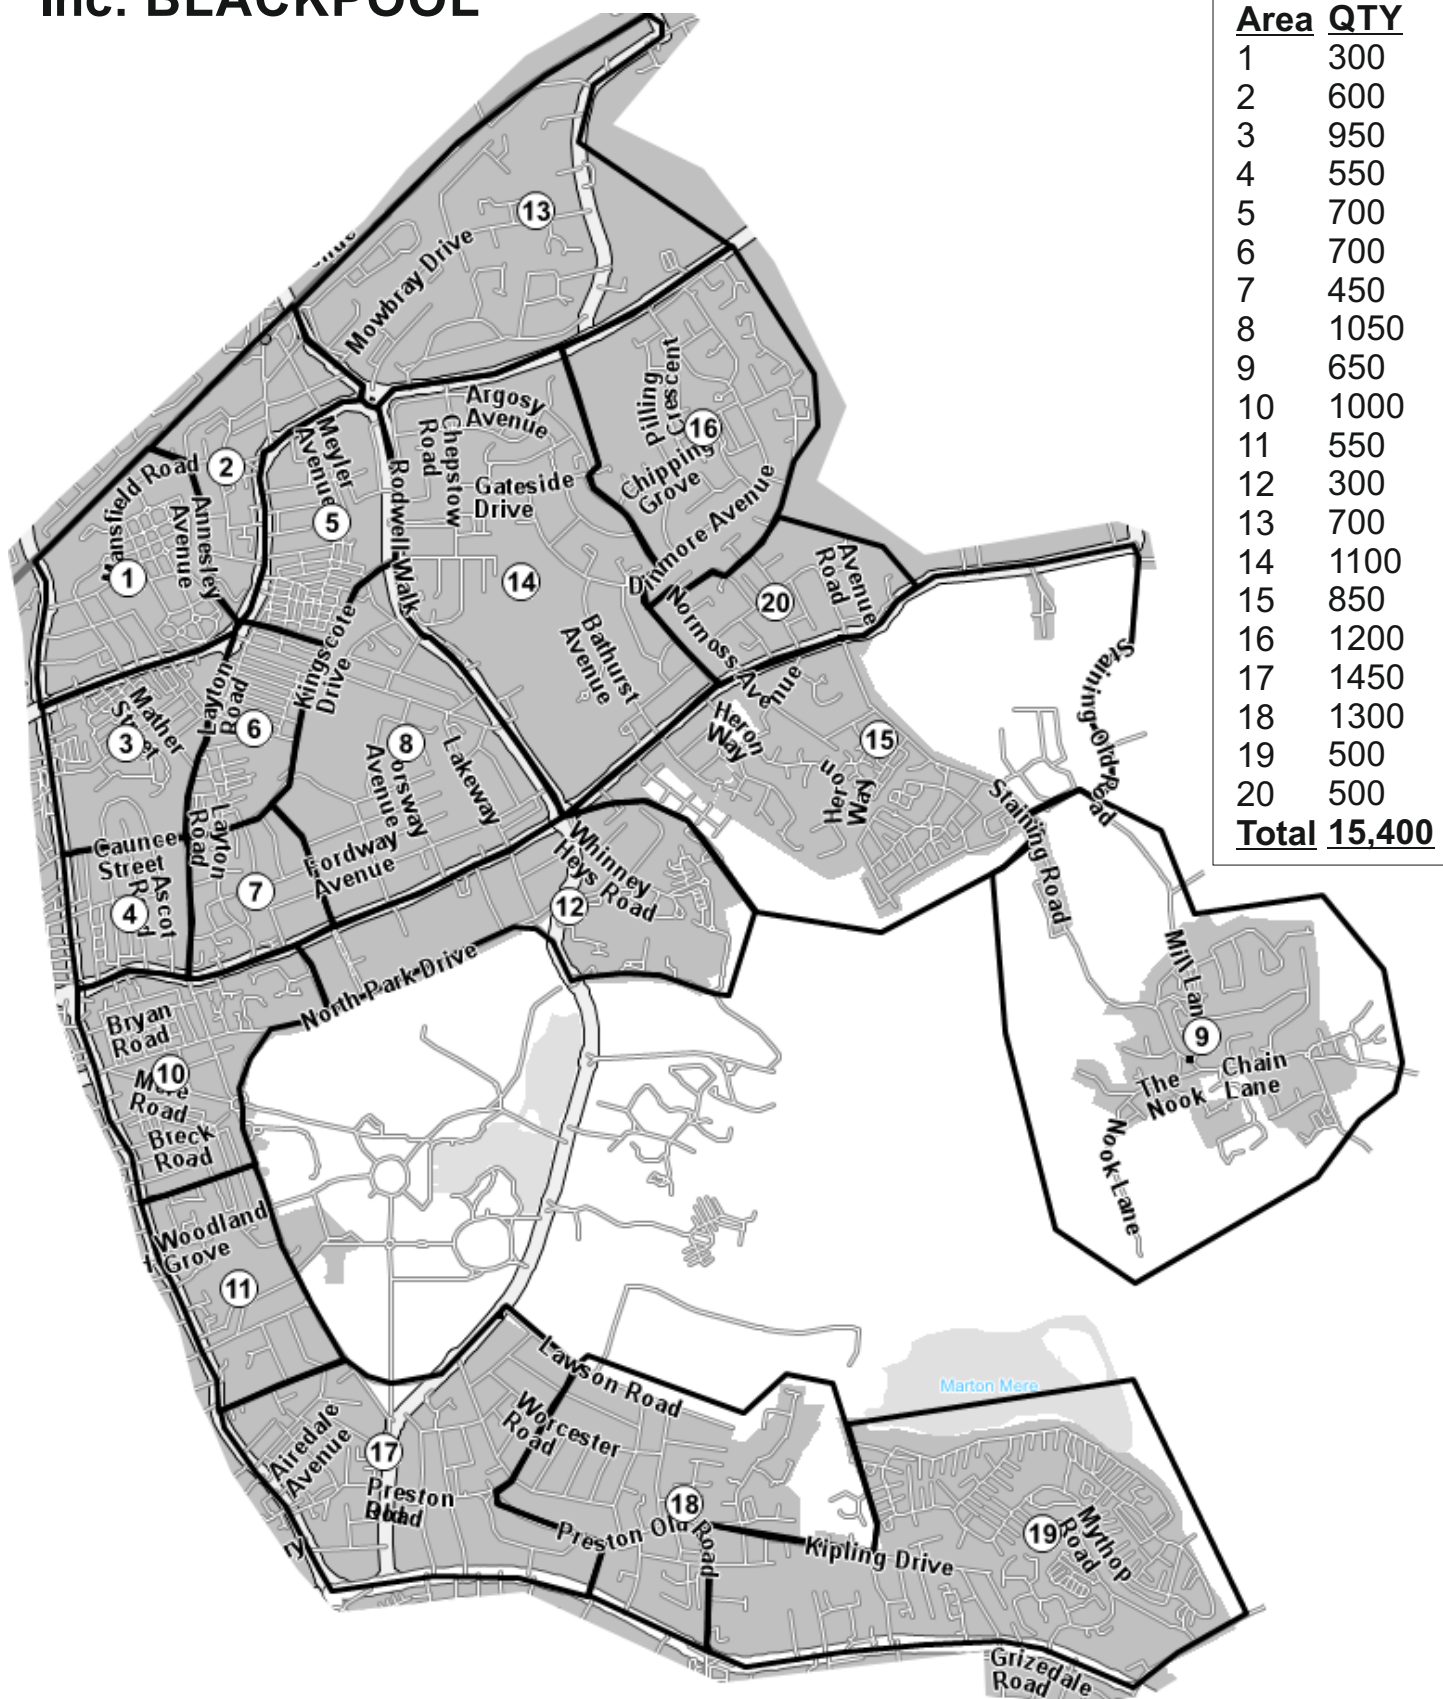 Inc. BLACKPOOL
Area QTY
1 300
2 600
3 950
4 550
5 700
6 700
7 450
8 1050
9 650
10 1000
11 550
12 300
13 700
14 1100
15 850
16 1200
17 1450
18 1300
19 500
20 500
Total 15,400
13
Mowbray Drive
Argosy
Avenue
Chepstow
Road
Pilling
Crescent
16
Chipping
Grove
Meyler
Avenue
2
Mansfield Road
Annesley
Avenue
5
Rodwell Walk
Gateside
Drive
1
14
Dinmore Avenue
Normoss Avenue
20
Avenue
Road
Kingscote
Drive
Bathurst
Avenue
Staining Old Road
Mather
Street
3
Layton
Road
6
8
Forsway
Avenue
Lakeway
Heron
Way
15
Heron
Way
Staining Road
Caunce
Street
Layton
Road
Fordway
Avenue
Whinney
Heys Road
4
Ascot
7
12
Mill Lane
North Park Drive
9
Bryan
Road
10
Mere
Road
Breck
Road
The
Nook
Chain
Lane
Nook Lane
Woodland
Grove
11
Lawson Road
Marton Mere
Airedale
Avenue
17
Worcester
Road
Preston
Road
18
Preston Old Road
Kipling Drive
19
Mythop
Road
ry
Grizedale
Road